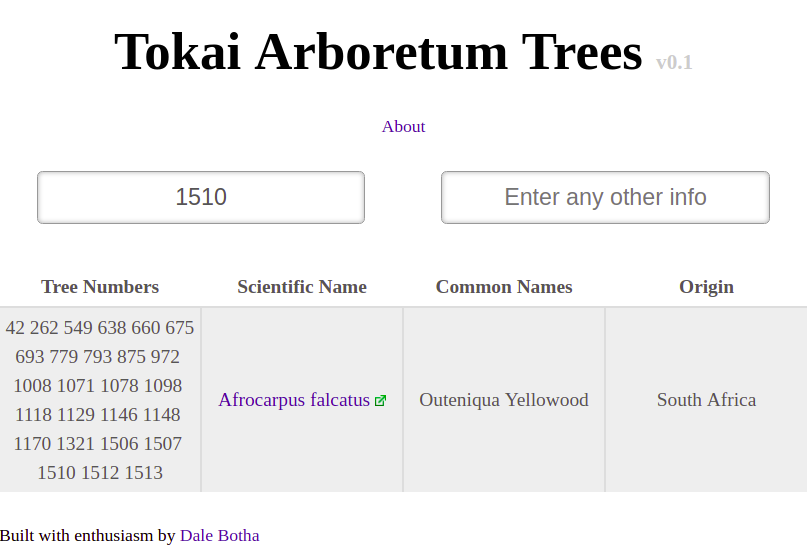 Tokai Arboretum Trees v0.1
About
1510
Enter any other info
Tree Numbers Scientific Name Common Names Origin
42 262 549 638 660 675
693 779 793 875 972
1008 1071 1078 1098
1118 1129 1146 1148
1170 1321 1506 1507
1510 1512 1513
Afrocarpus falcatus
Outeniqua Yellowood
South Africa
Built with enthusiasm by Dale Botha